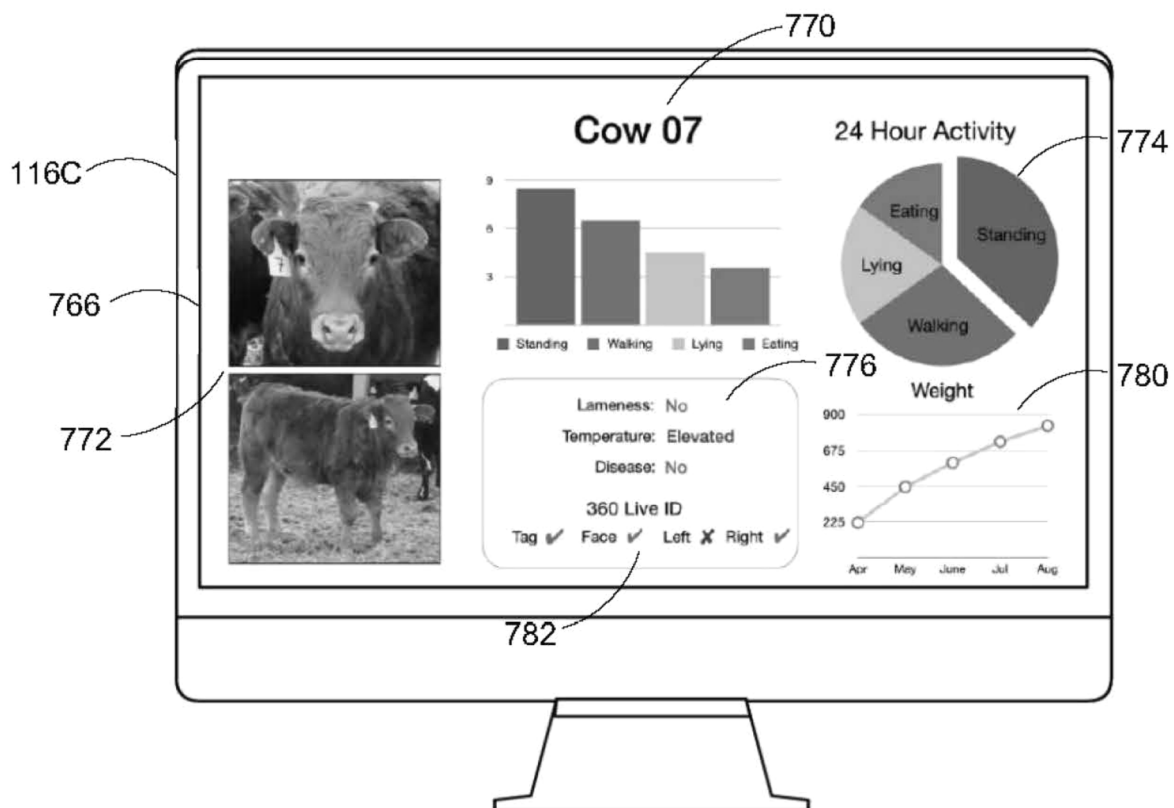 770
Cow 07
24 Hour Activity
774
116C
9
6
3
Standing
Walking
Lying
Eating
Eating
Standing
Lying
Walking
7
766
772
776
Lameness: No
Temperature: Elevated
Disease: No
360 Live ID
Tag ✔ Face ✔ Left ✘ Right ✔
782
Weight
780
900
675
450
225
Apr May June Jul Aug